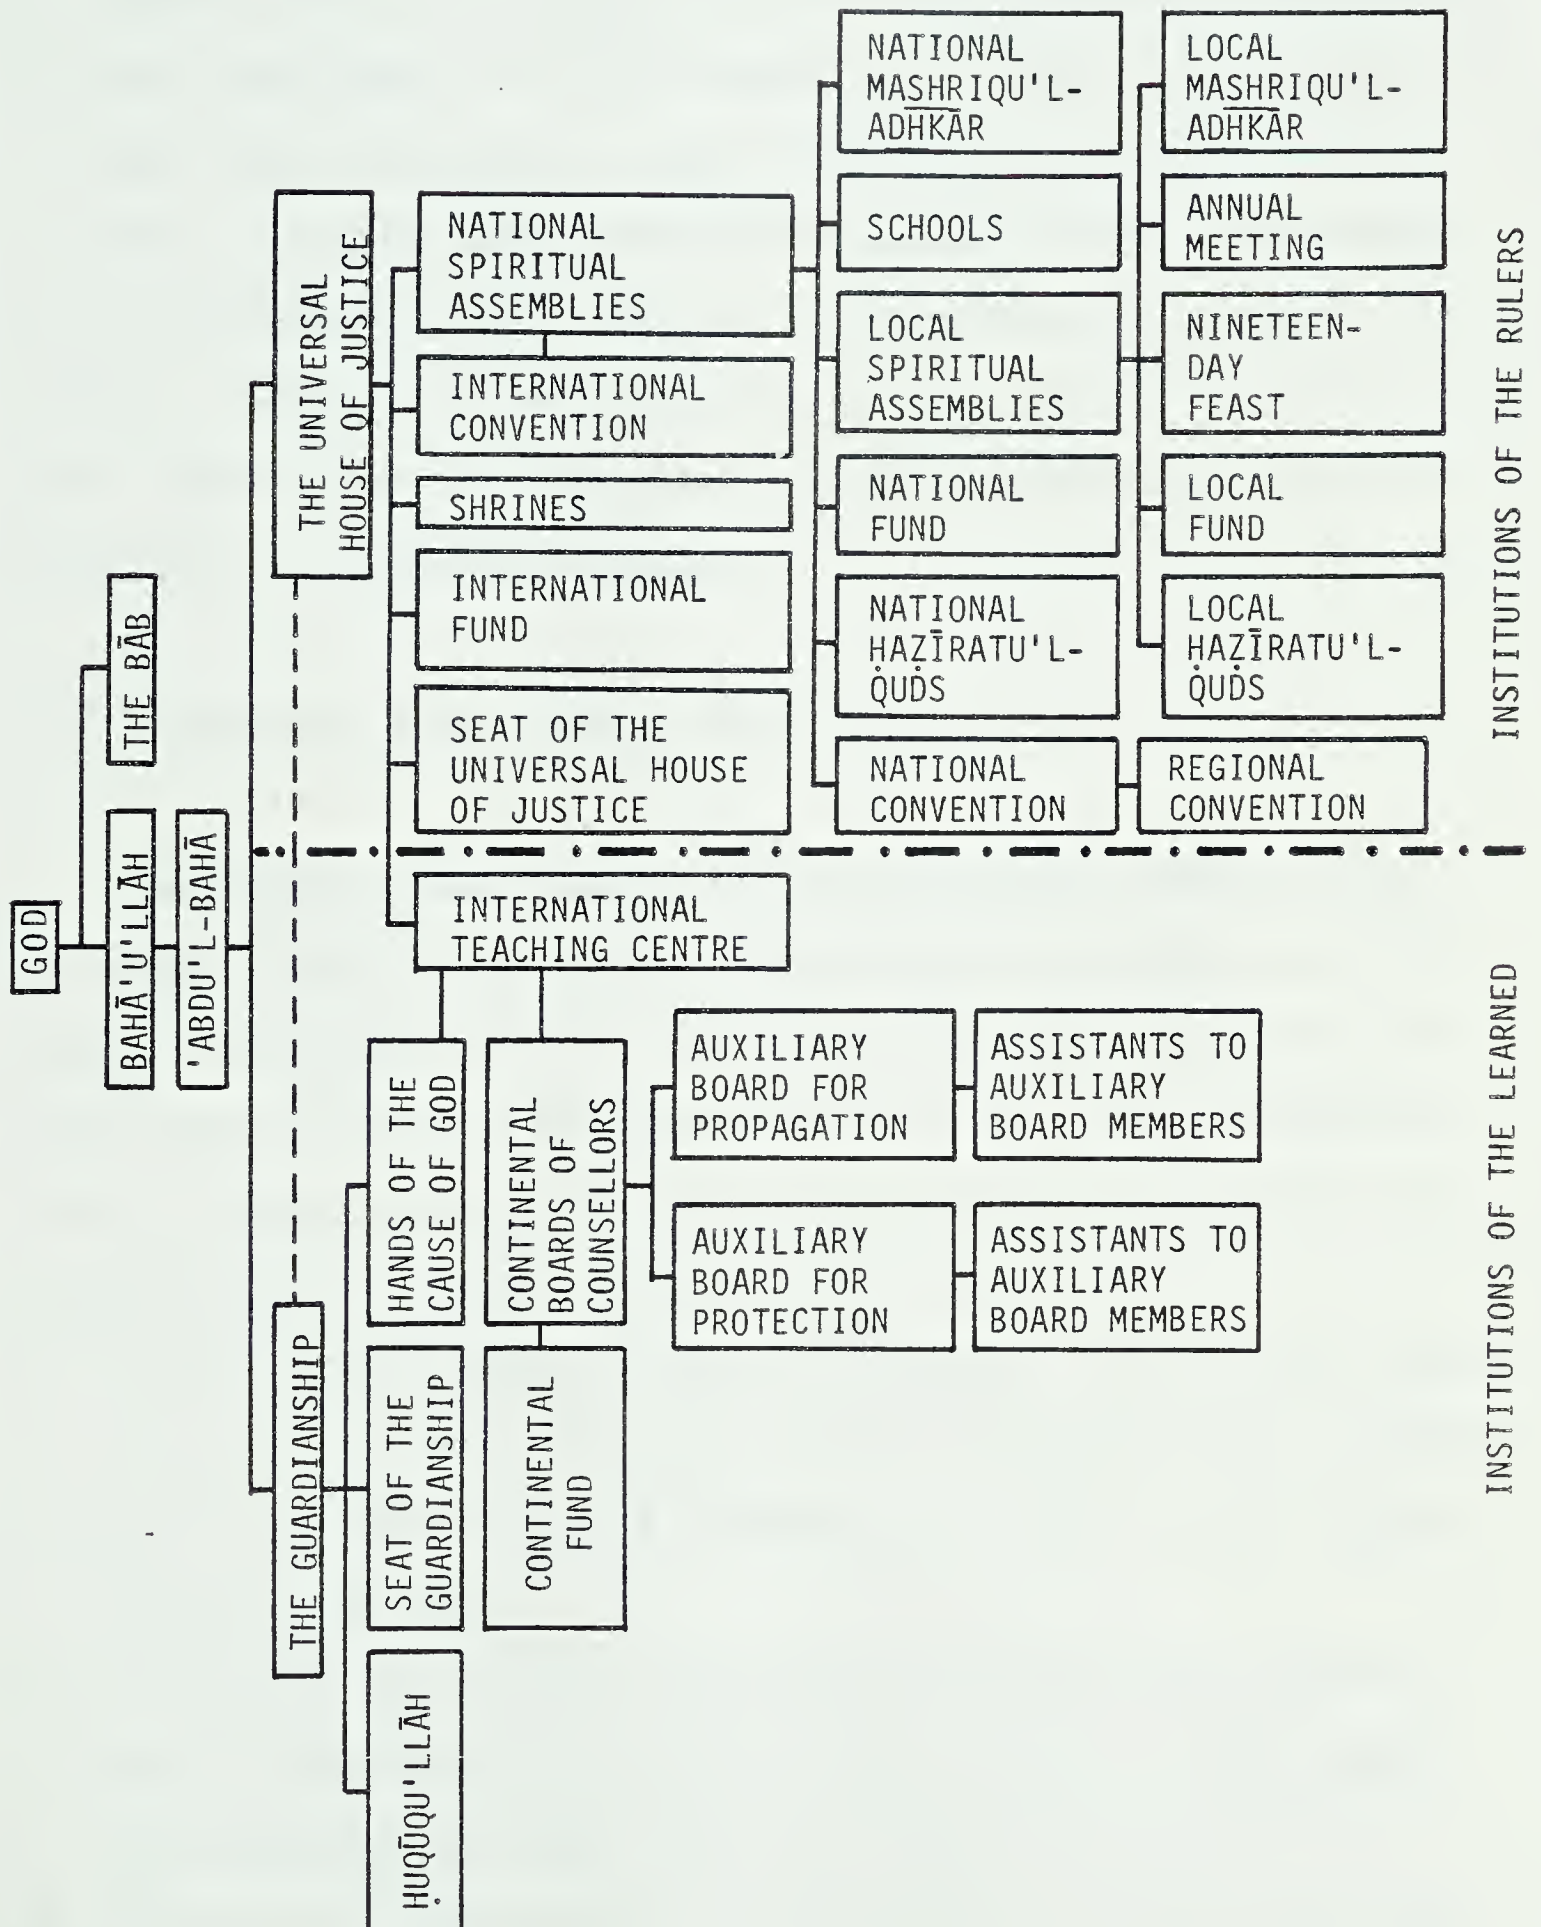 GOD
THE BĀB
BAHĀ'U'LLĀH
'ABDU'L-BAHĀ
THE UNIVERSAL
HOUSE OF JUSTICE
NATIONAL
SPIRITUAL
ASSEMBLIES
INTERNATIONAL
CONVENTION
SHRINES
INTERNATIONAL
FUND
SEAT OF THE
UNIVERSAL HOUSE
OF JUSTICE
NATIONAL
MASHRIQU'L-
ADHKĀR
SCHOOLS
LOCAL
SPIRITUAL
ASSEMBLIES
NATIONAL
FUND
NATIONAL
HAẒĪRATU'L-
QUDS
NATIONAL
CONVENTION
LOCAL
MASHRIQU'L-
ADHKĀR
ANNUAL
MEETING
NINETEEN-
DAY
FEAST
LOCAL
FUND
LOCAL
HAẒĪRATU'L-
QUDS
REGIONAL
CONVENTION
INSTITUTIONS OF THE RULERS
INTERNATIONAL
TEACHING CENTRE
THE GUARDIANSHIP
HANDS OF THE
CAUSE OF GOD
SEAT OF THE
GUARDIANSHIP
ḤUQŪQU'LLĀH
CONTINENTAL
BOARDS OF
COUNSELLORS
CONTINENTAL
FUND
AUXILIARY
BOARD FOR
PROPAGATION
ASSISTANTS TO
AUXILIARY
BOARD MEMBERS
AUXILIARY
BOARD FOR
PROTECTION
ASSISTANTS TO
AUXILIARY
BOARD MEMBERS
INSTITUTIONS OF THE LEARNED